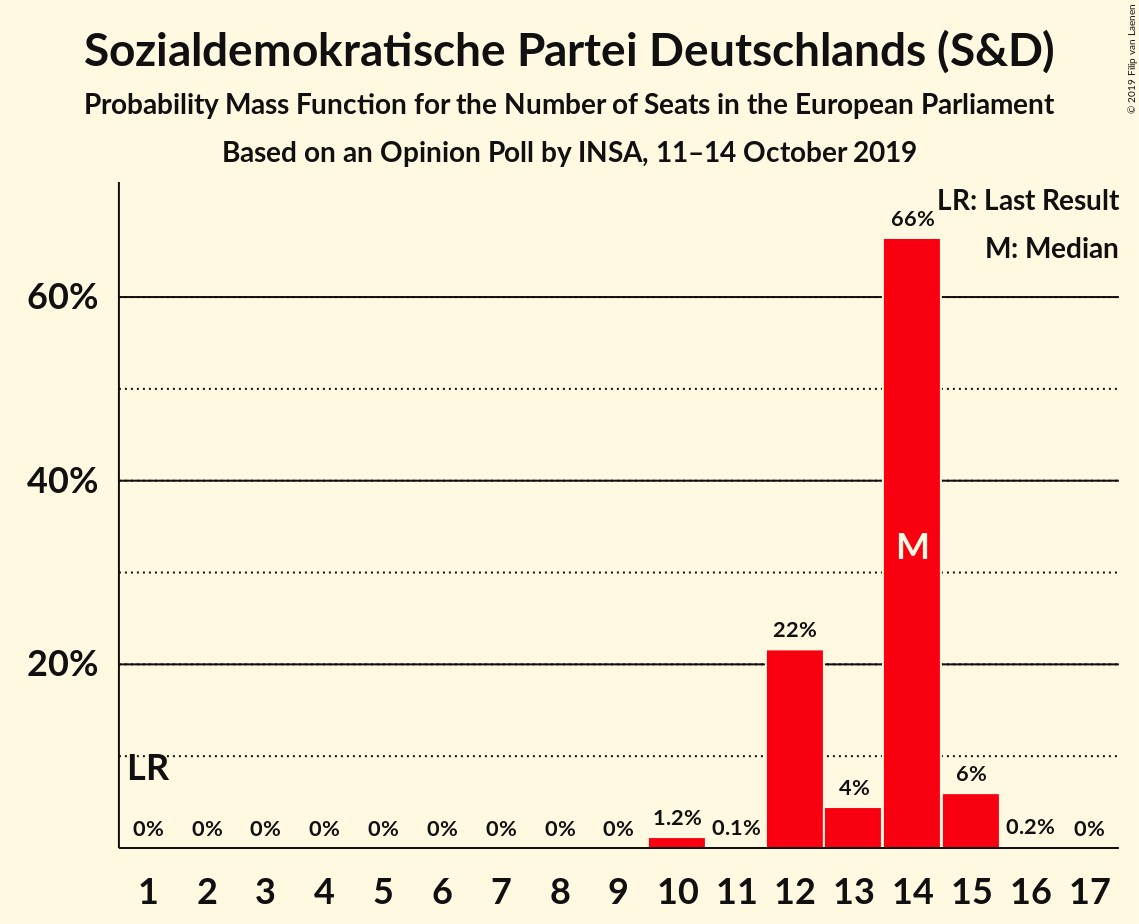 Sozialdemokratische Partei Deutschlands (S&D)
Probability Mass Function for the Number of Seats in the European Parliament
Based on an Opinion Poll by INSA, 11–14 October 2019
© 2019 Filip van Laenen
LR: Last Result
M: Median
60%
40%
20%
LR
M
0% 0% 0% 0% 0% 0% 0% 0% 0% 1.2% 0.1% 22% 4% 66% 6% 0.2% 0%
1 2 3 4 5 6 7 8 9 10 11 12 13 14 15 16 17